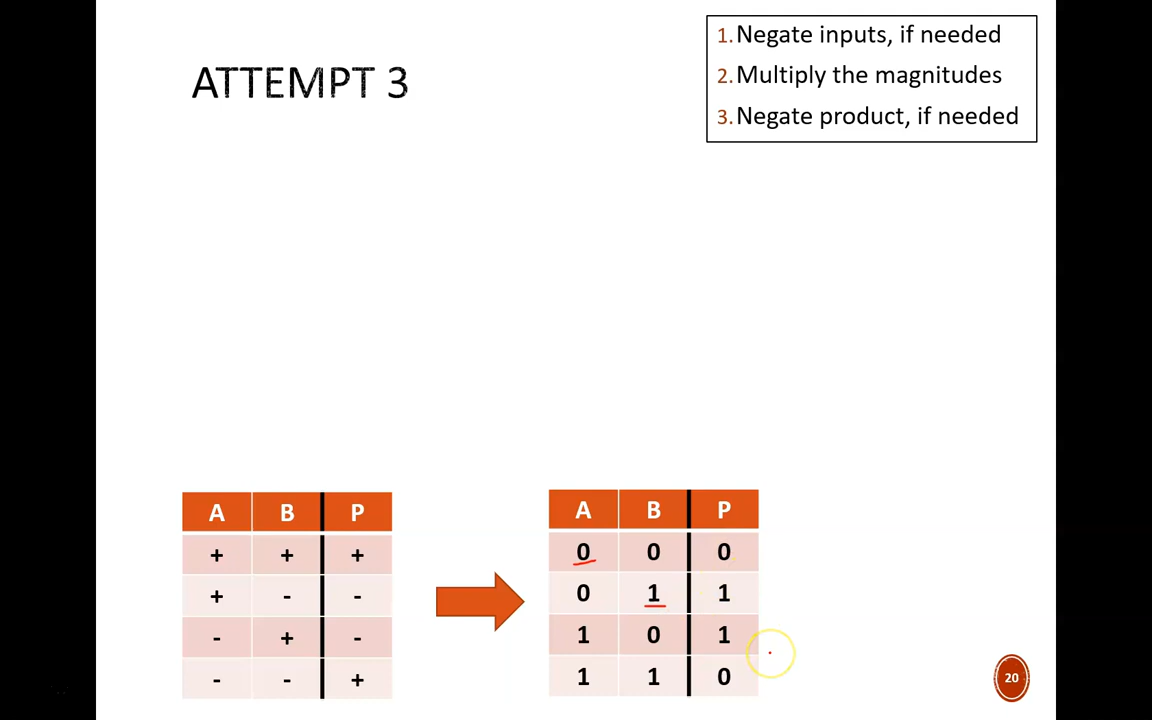 ATTEMPT 3
1. Negate inputs, if needed
2. Multiply the magnitudes
3. Negate product, if needed
A B P
+ + +
+ - -
- + -
- - +
A B P
0 0 0
0 1 1
1 0 1
1 1 0
20